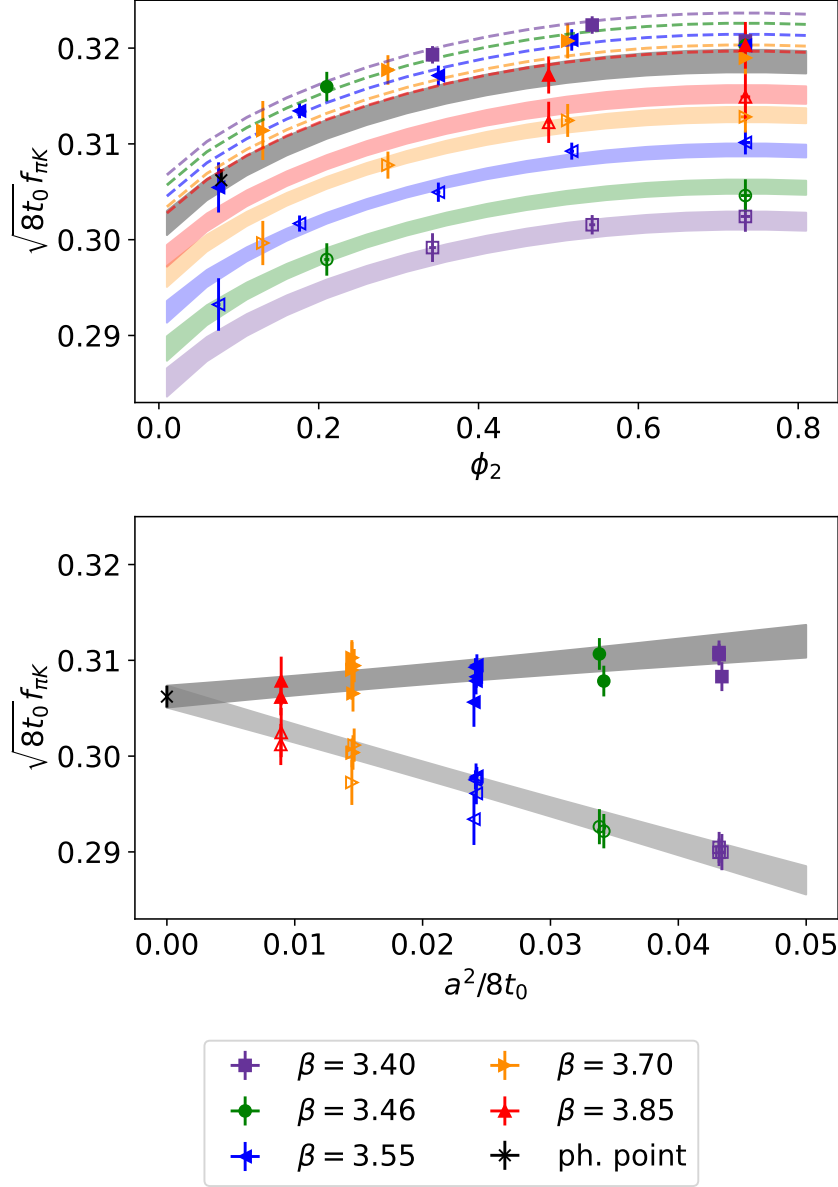 0.32
0.31
0.30
0.29
√8t₀ f_πK
0.0 0.2 0.4 0.6 0.8
ϕ₂
0.32
0.31
0.30
0.29
√8t₀ f_πK
0.00 0.01 0.02 0.03 0.04 0.05
a²/8t₀
β = 3.40 β = 3.70
β = 3.46 β = 3.85
β = 3.55 ph. point